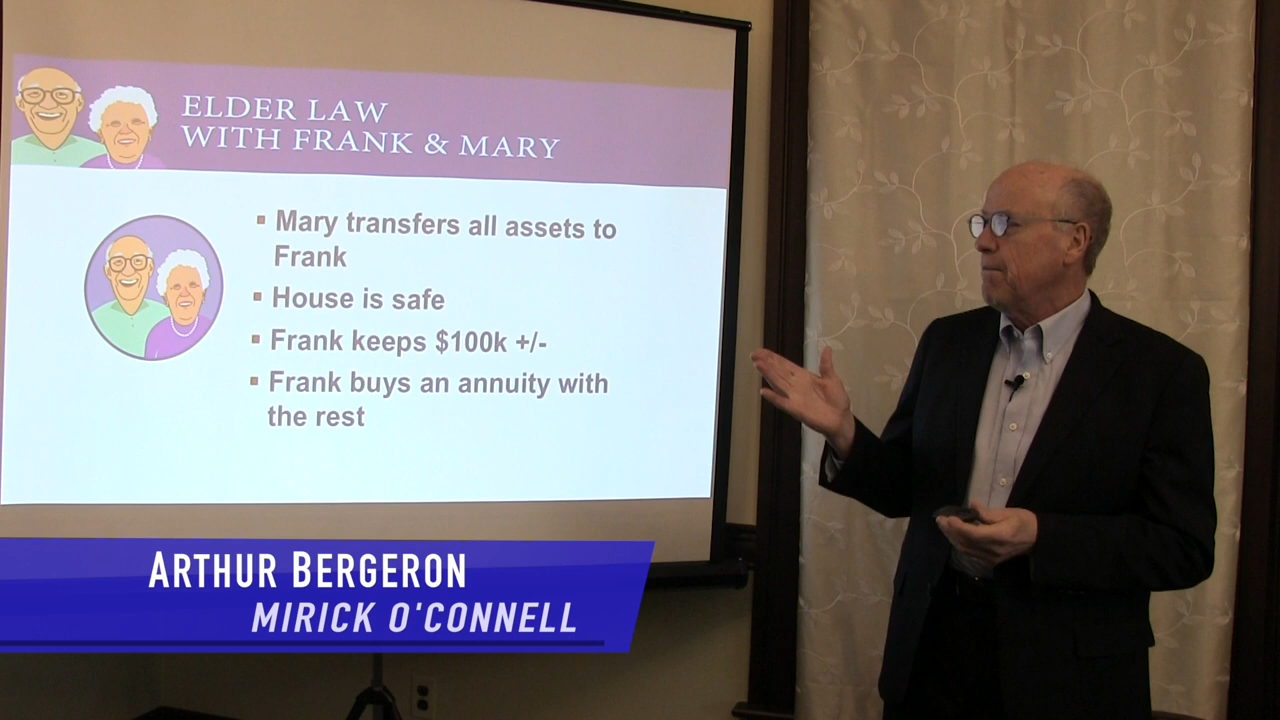 ELDER LAW
WITH FRANK & MARY
▪ Mary transfers all assets to
Frank
▪ House is safe
▪ Frank keeps $100k +/-
▪ Frank buys an annuity with
the rest
ARTHUR BERGERON
MIRICK O'CONNELL